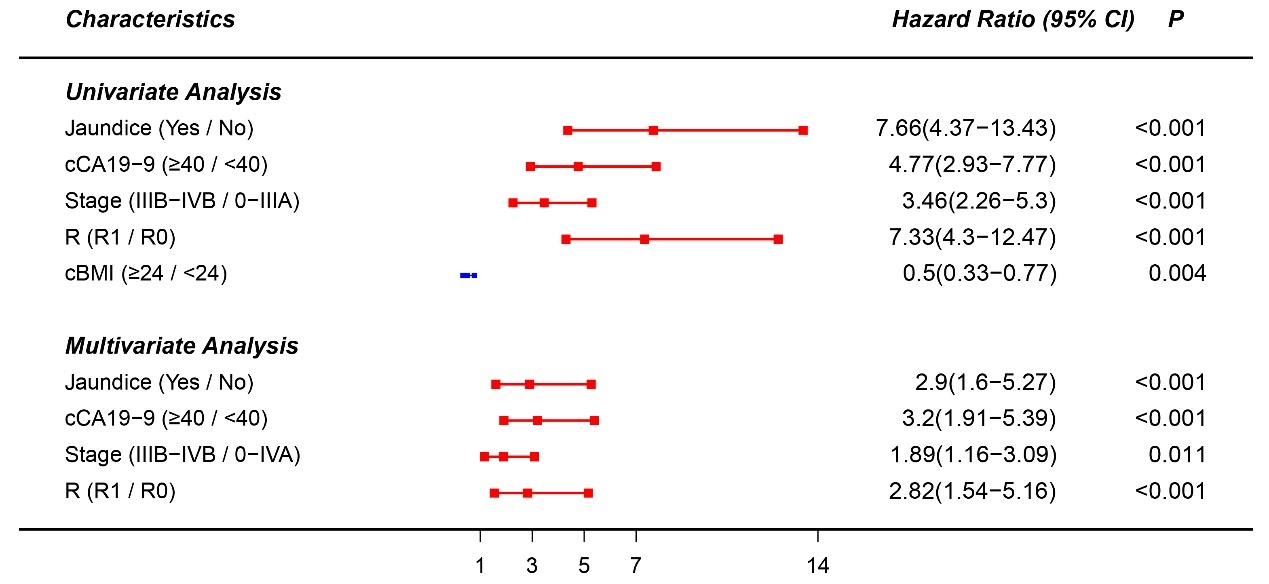 Characteristics Hazard Ratio (95% CI) P
Univariate Analysis
Jaundice (Yes / No) 7.66(4.37−13.43) <0.001
cCA19−9 (≥40 / <40) 4.77(2.93−7.77) <0.001
Stage (IIIB−IVB / 0−IIIA) 3.46(2.26−5.3) <0.001
R (R1 / R0) 7.33(4.3−12.47) <0.001
cBMI (≥24 / <24) 0.5(0.33−0.77) 0.004
Multivariate Analysis
Jaundice (Yes / No) 2.9(1.6−5.27) <0.001
cCA19−9 (≥40 / <40) 3.2(1.91−5.39) <0.001
Stage (IIIB−IVB / 0−IVA) 1.89(1.16−3.09) 0.011
R (R1 / R0) 2.82(1.54−5.16) <0.001
1 3 5 7 14